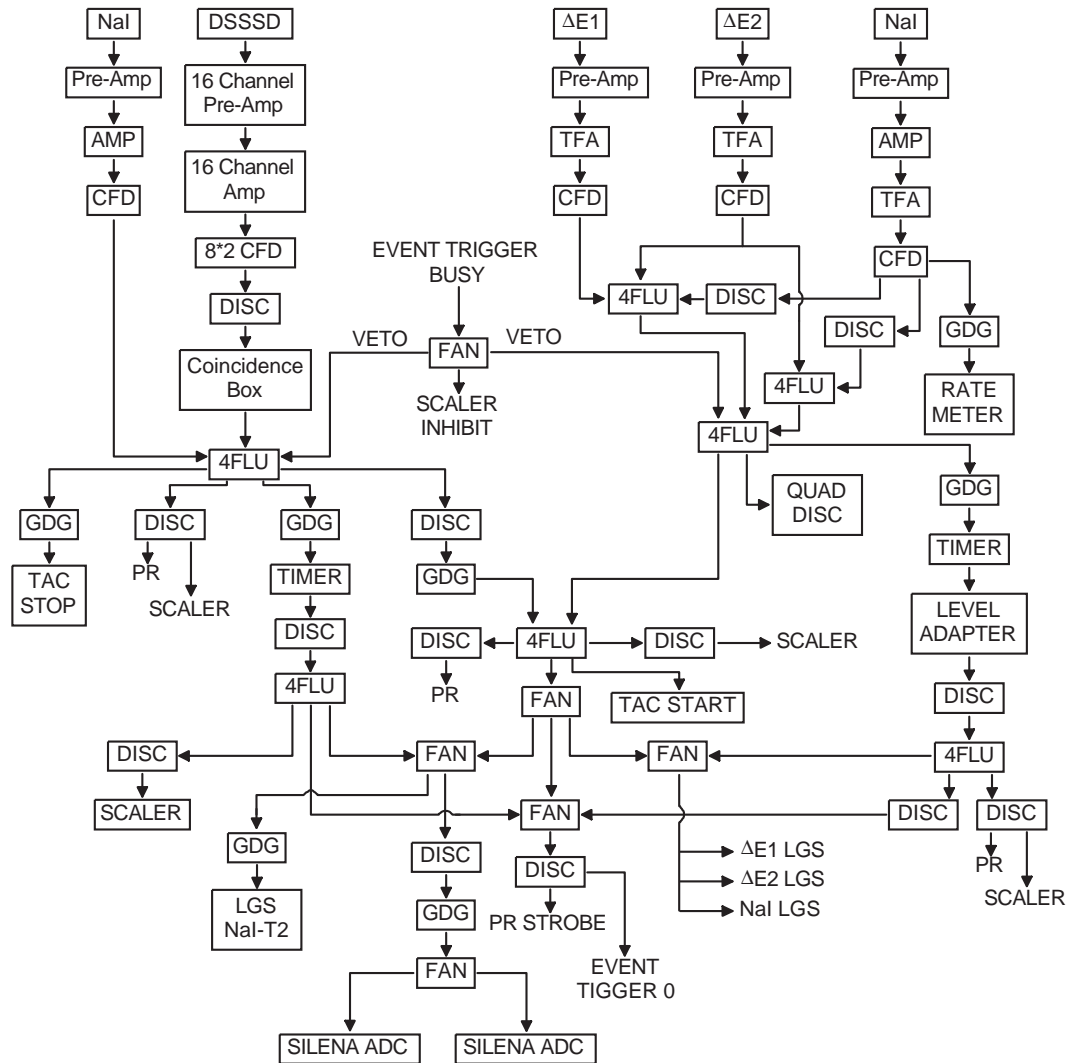 NaI
DSSSD
ΔE1
ΔE2
NaI
Pre-Amp
16 Channel
Pre-Amp
Pre-Amp
Pre-Amp
Pre-Amp
AMP
16 Channel
Amp
TFA
TFA
AMP
CFD
CFD
CFD
TFA
8*2 CFD
EVENT TRIGGER
BUSY
CFD
DISC
4FLU
DISC
DISC
GDG
VETO
FAN
VETO
Coincidence
Box
SCALER
INHIBIT
4FLU
RATE
METER
4FLU
4FLU
GDG
DISC
GDG
DISC
QUAD
DISC
GDG
TAC
STOP
PR
SCALER
TIMER
GDG
TIMER
DISC
DISC
4FLU
DISC
SCALER
LEVEL
ADAPTER
4FLU
PR
FAN
TAC START
DISC
DISC
FAN
FAN
4FLU
SCALER
FAN
DISC
DISC
GDG
DISC
DISC
ΔE1 LGS
ΔE2 LGS
NaI LGS
PR
SCALER
LGS
NaI-T2
GDG
PR STROBE
FAN
EVENT
TIGGER 0
SILENA ADC
SILENA ADC